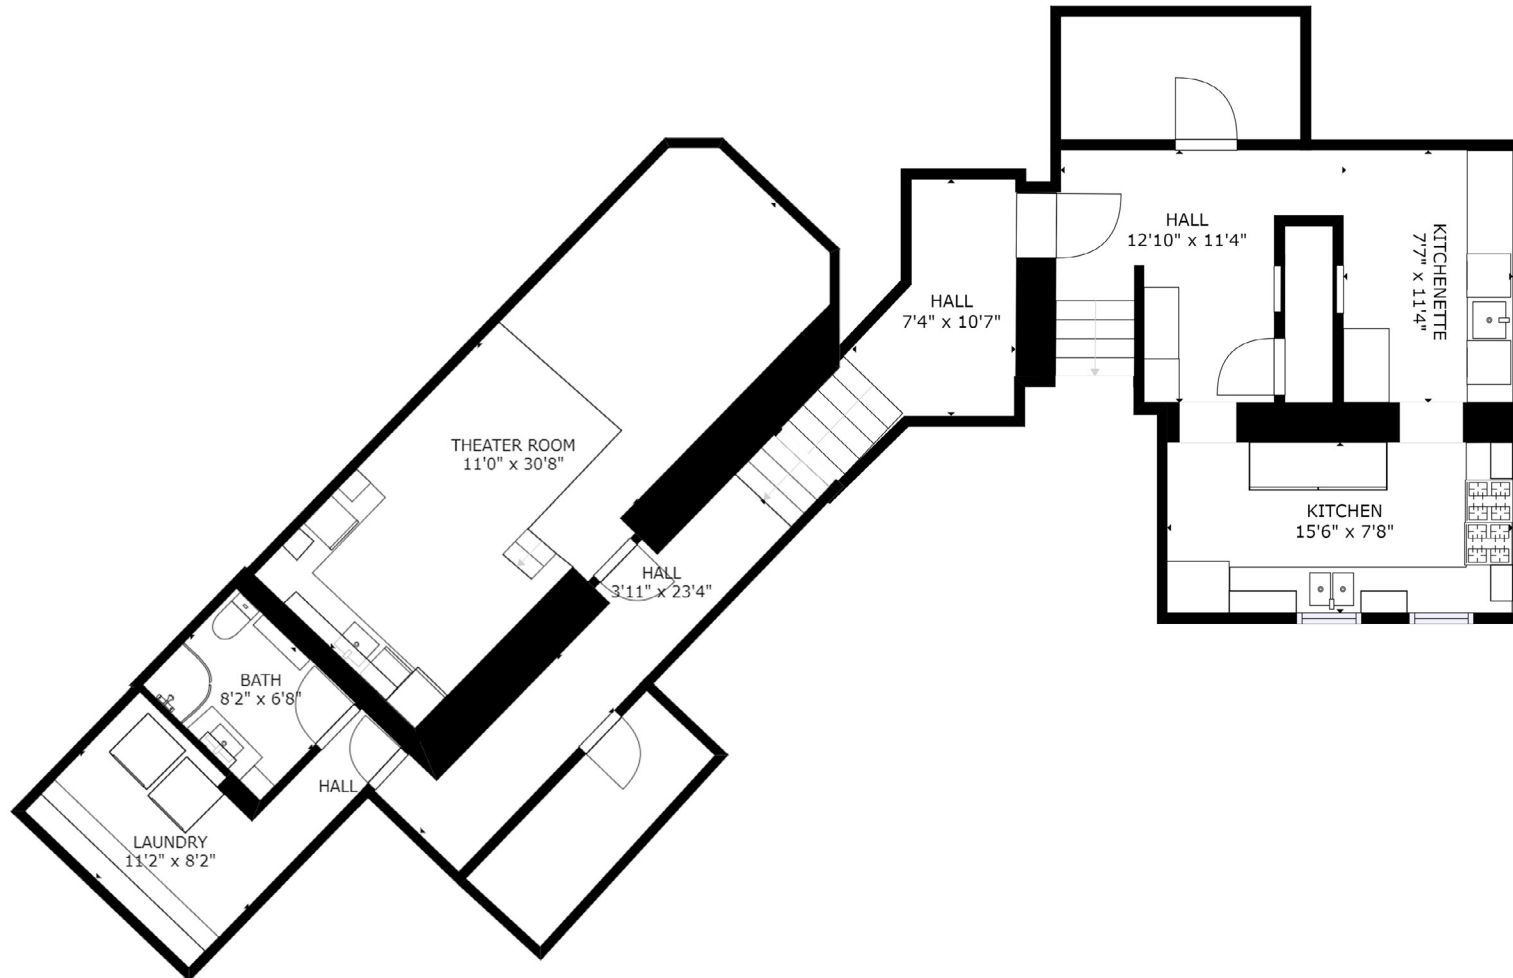 HALL
12'10" x 11'4"
KITCHENETTE
7'7" x 11'4"
HALL
7'4" x 10'7"
THEATER ROOM
11'0" x 30'8"
KITCHEN
15'6" x 7'8"
HALL
3'11" x 23'4"
BATH
8'2" x 6'8"
HALL
LAUNDRY
11'2" x 8'2"